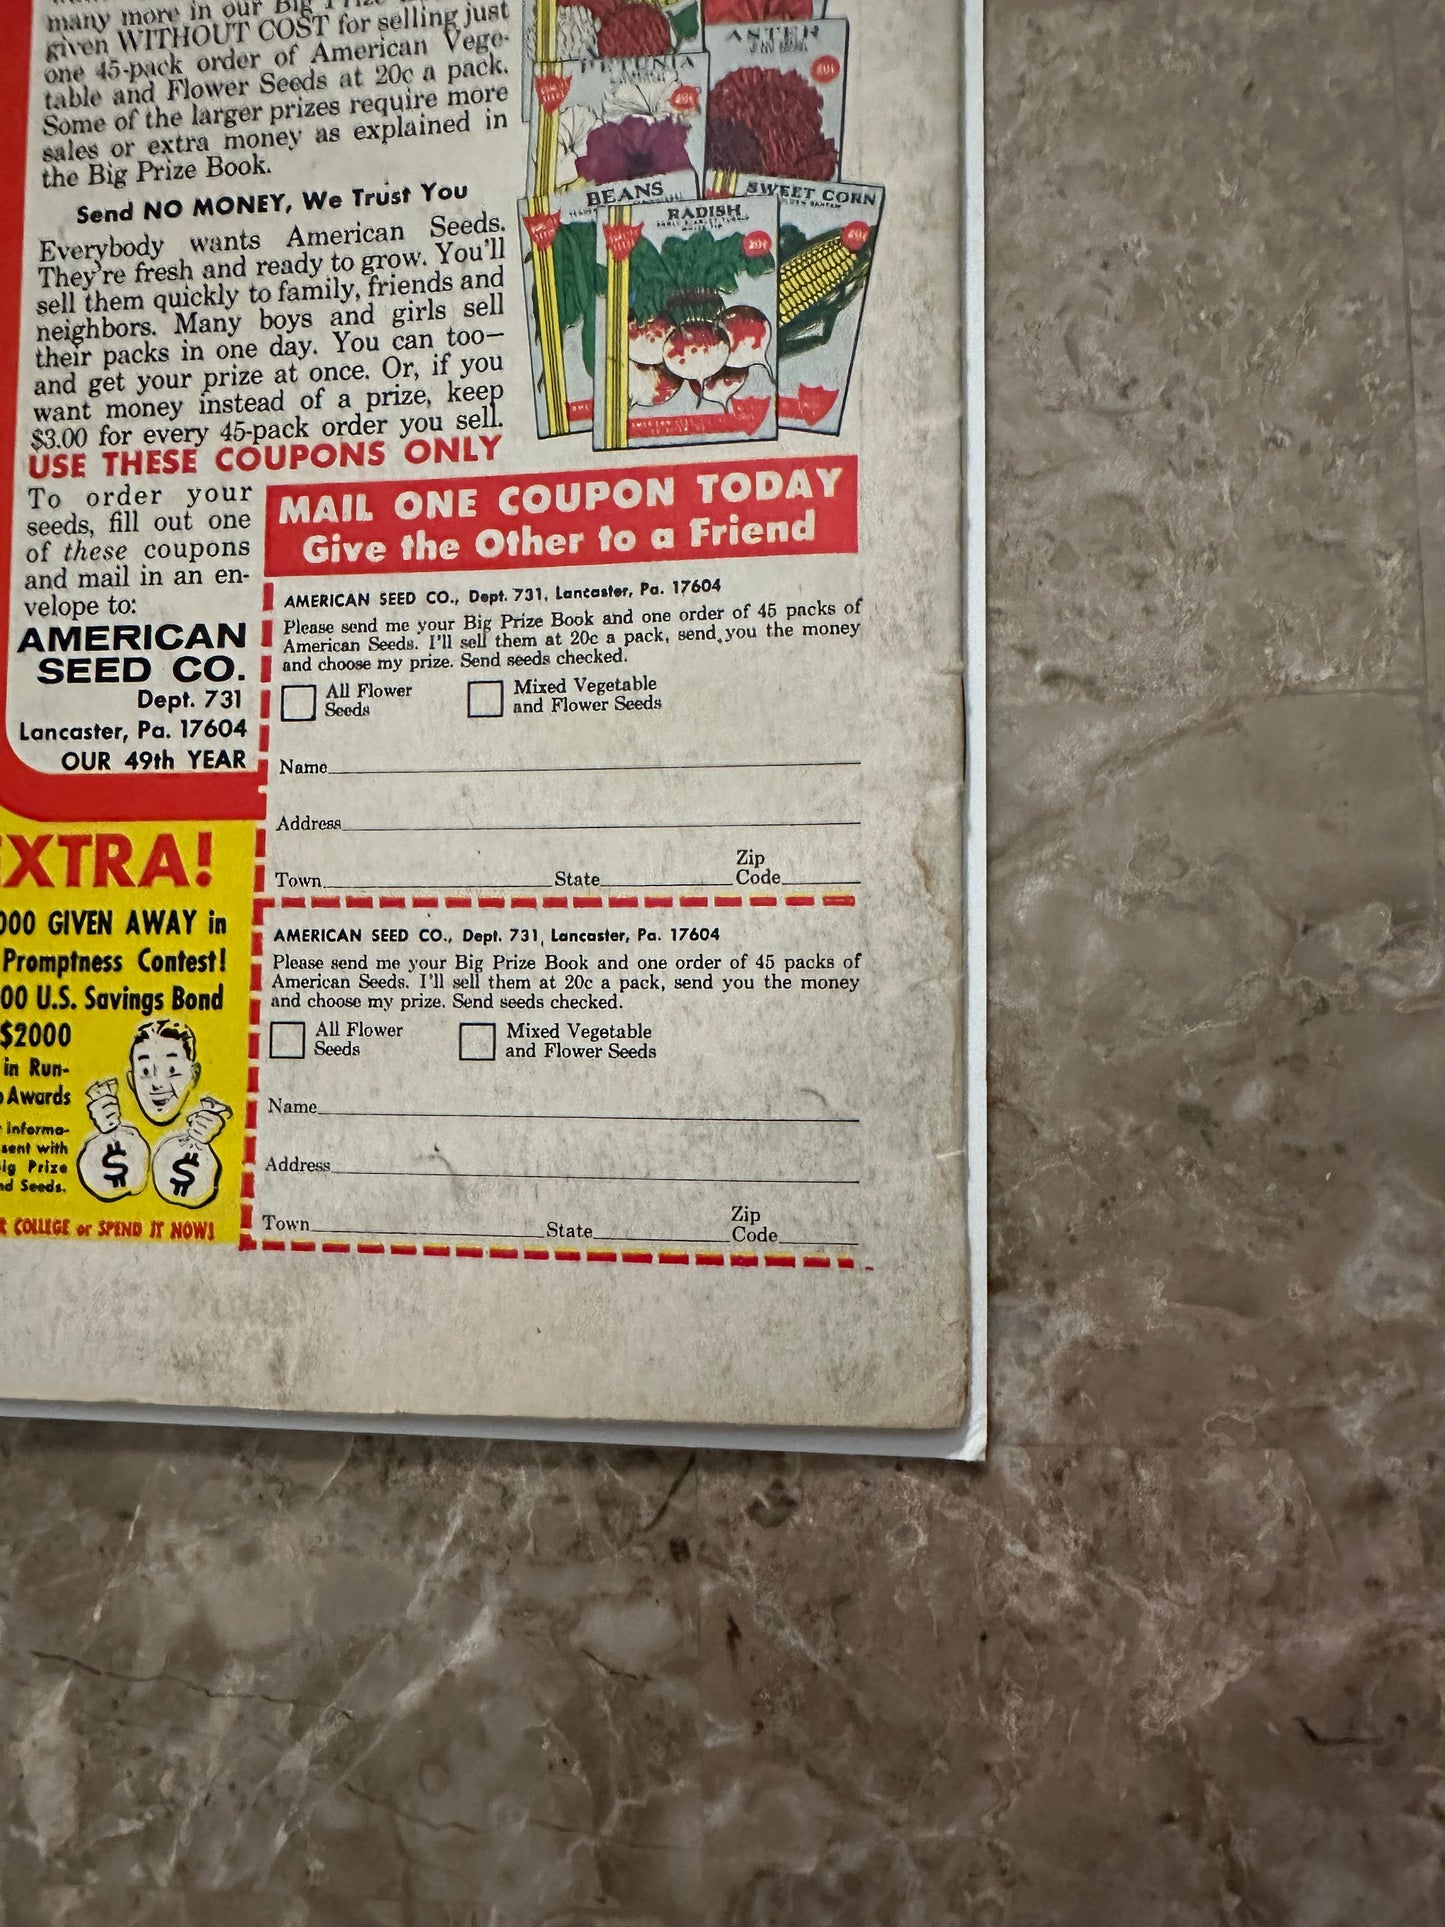 many more in our Big
given WITHOUT COST for selling just
one 45-pack order of American Vege-
table and Flower Seeds at 20c a pack.
Some of the larger prizes require more
sales or extra money as explained in
the Big Prize Book.
Send NO MONEY, We Trust You
Everybody wants American Seeds.
They're fresh and ready to grow. You'll
sell them quickly to family, friends and
neighbors. Many boys and girls sell
their packs in one day. You can too—
and get your prize at once. Or, if you
want money instead of a prize, keep
$3.00 for every 45-pack order you sell.
ASTER
20¢
PETUNIA
20¢
BEANS
RADISH
20¢
SWEET CORN
20¢
USE THESE COUPONS ONLY
To order your
seeds, fill out one
of these coupons
and mail in an en-
velope to:
AMERICAN
SEED CO.
Dept. 731
Lancaster, Pa. 17604
OUR 49th YEAR
MAIL ONE COUPON TODAY
Give the Other to a Friend
AMERICAN SEED CO., Dept. 731, Lancaster, Pa. 17604
Please send me your Big Prize Book and one order of 45 packs of
American Seeds. I'll sell them at 20c a pack, send you the money
and choose my prize. Send seeds checked.
All Flower
Seeds
Mixed Vegetable
and Flower Seeds
Name
Address
Town State Zip
Code
XTRA!
000 GIVEN AWAY in
Promptness Contest!
00 U.S. Savings Bond
$2000
in Run-
Awards
Informa-
sent with
ig Prize
nd Seeds.
$ $
COLLEGE or SPEND IT NOW!
AMERICAN SEED CO., Dept. 731, Lancaster, Pa. 17604
Please send me your Big Prize Book and one order of 45 packs of
American Seeds. I'll sell them at 20c a pack, send you the money
and choose my prize. Send seeds checked.
All Flower
Seeds
Mixed Vegetable
and Flower Seeds
Name
Address
Town State Zip
Code